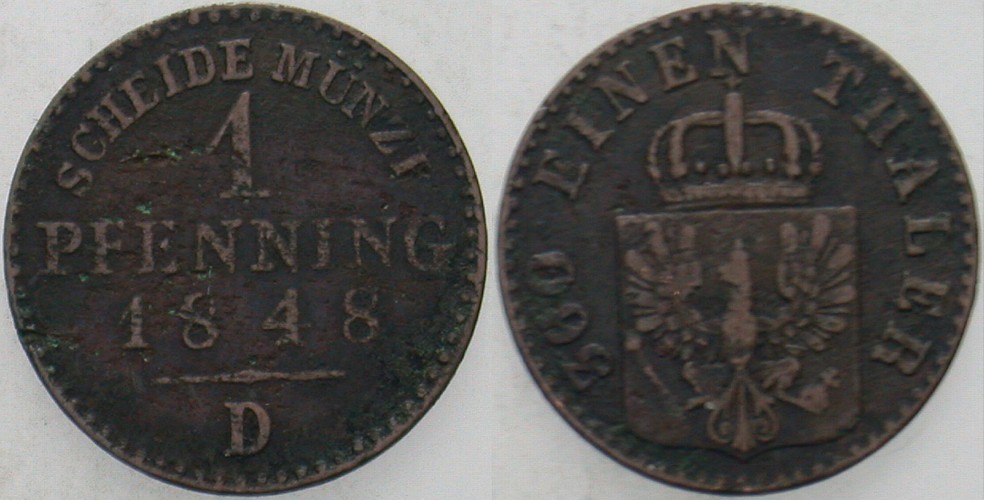 SCHEIDE MÜNZE
1
PFENNING
1848
D
360 EINEN THALER